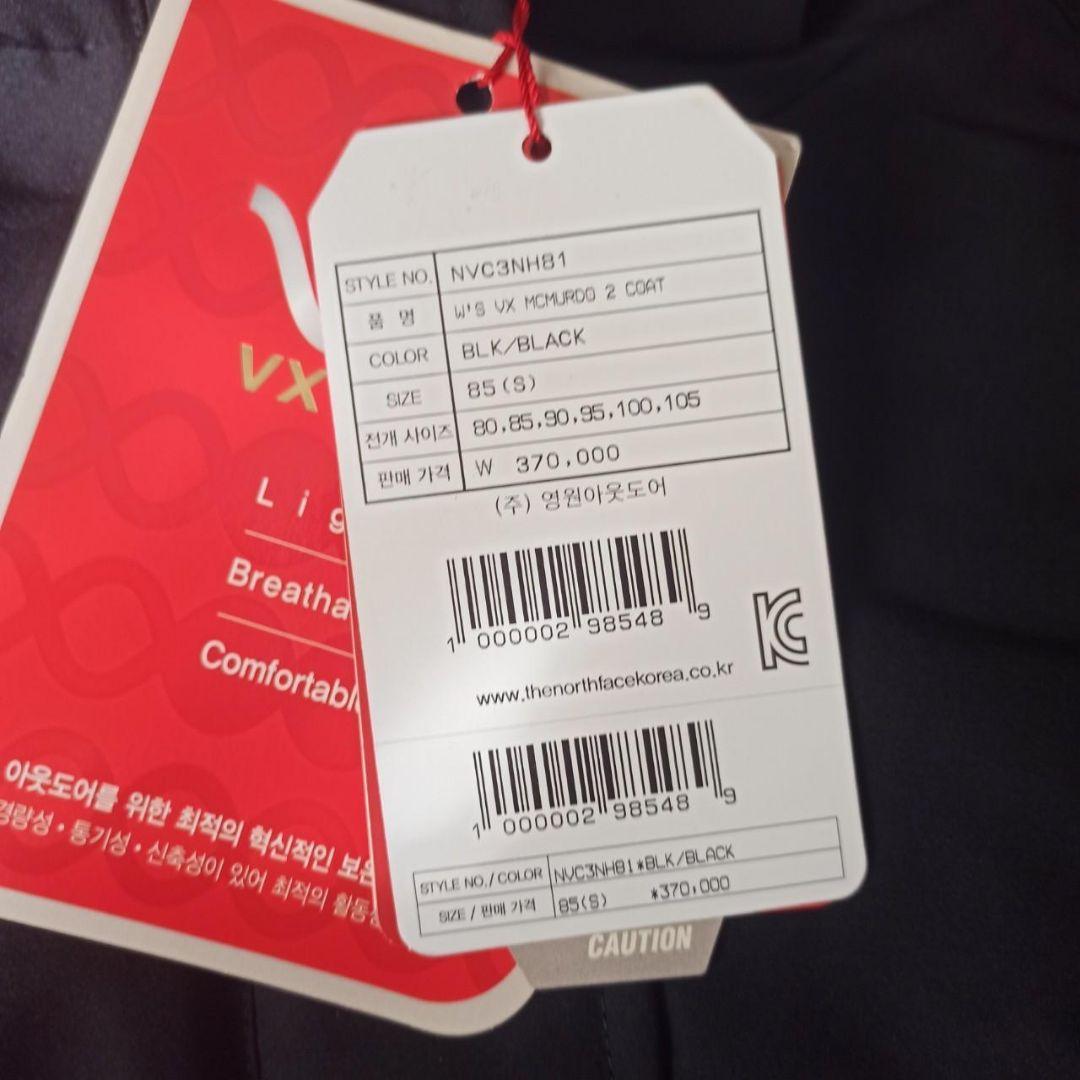 STYLE NO. NVC3NH81
품 명 W'S VX MCMURDO 2 COAT
COLOR BLK/BLACK
SIZE 85(S)
전개 사이즈 80,85,90,95,100,105
판매 가격 W 370,000
(주) 영원아웃도어
1 000002 98548 9
KC
www.thenorthfacekorea.co.kr
1 000002 98548 9
STYLE NO./COLOR NVC3NH81*BLK/BLACK
SIZE / 판매 가격 85(S) *370,000
CAUTION
VX
Lig
Breatha
Comfortabl
아웃도어를 위한 최적의 혁신적인 보온
경량성・통기성・신축성이 있어 최적의 활동